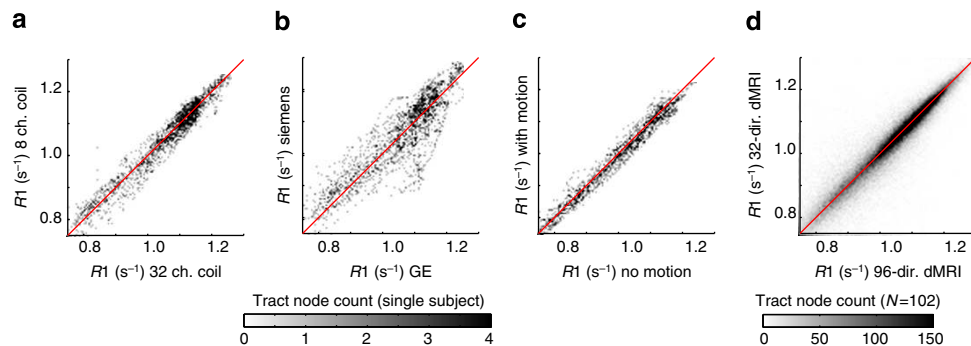 a
b
c
d
R1 (s⁻¹) 8 ch. coil
1.2
1.0
0.8
0.8 1.0 1.2
R1 (s⁻¹) 32 ch. coil
R1 (s⁻¹) siemens
0.8 1.0 1.2
R1 (s⁻¹) GE
R1 (s⁻¹) with motion
0.8 1.0 1.2
R1 (s⁻¹) no motion
R1 (s⁻¹) 32-dir. dMRI
1.2
1.0
0.8
0.8 1.0 1.2
R1 (s⁻¹) 96-dir. dMRI
Tract node count (single subject)
0 1 2 3 4
Tract node count (N=102)
0 50 100 150